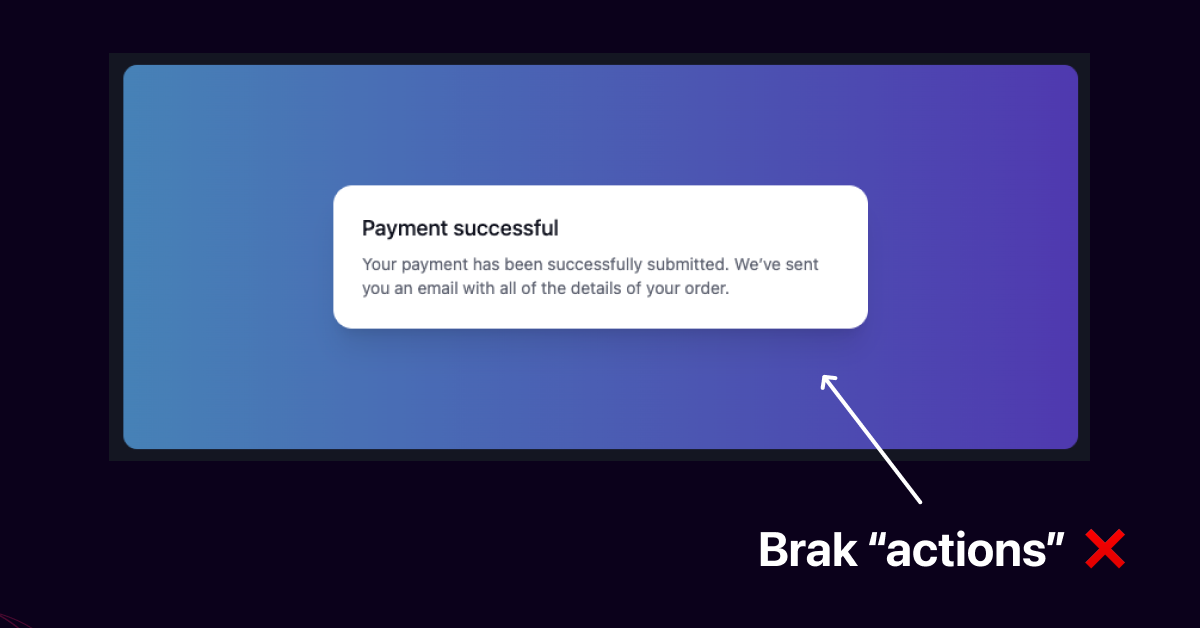 Payment successful
Your payment has been successfully submitted. We’ve sent
you an email with all of the details of your order.
Brak “actions” ❌